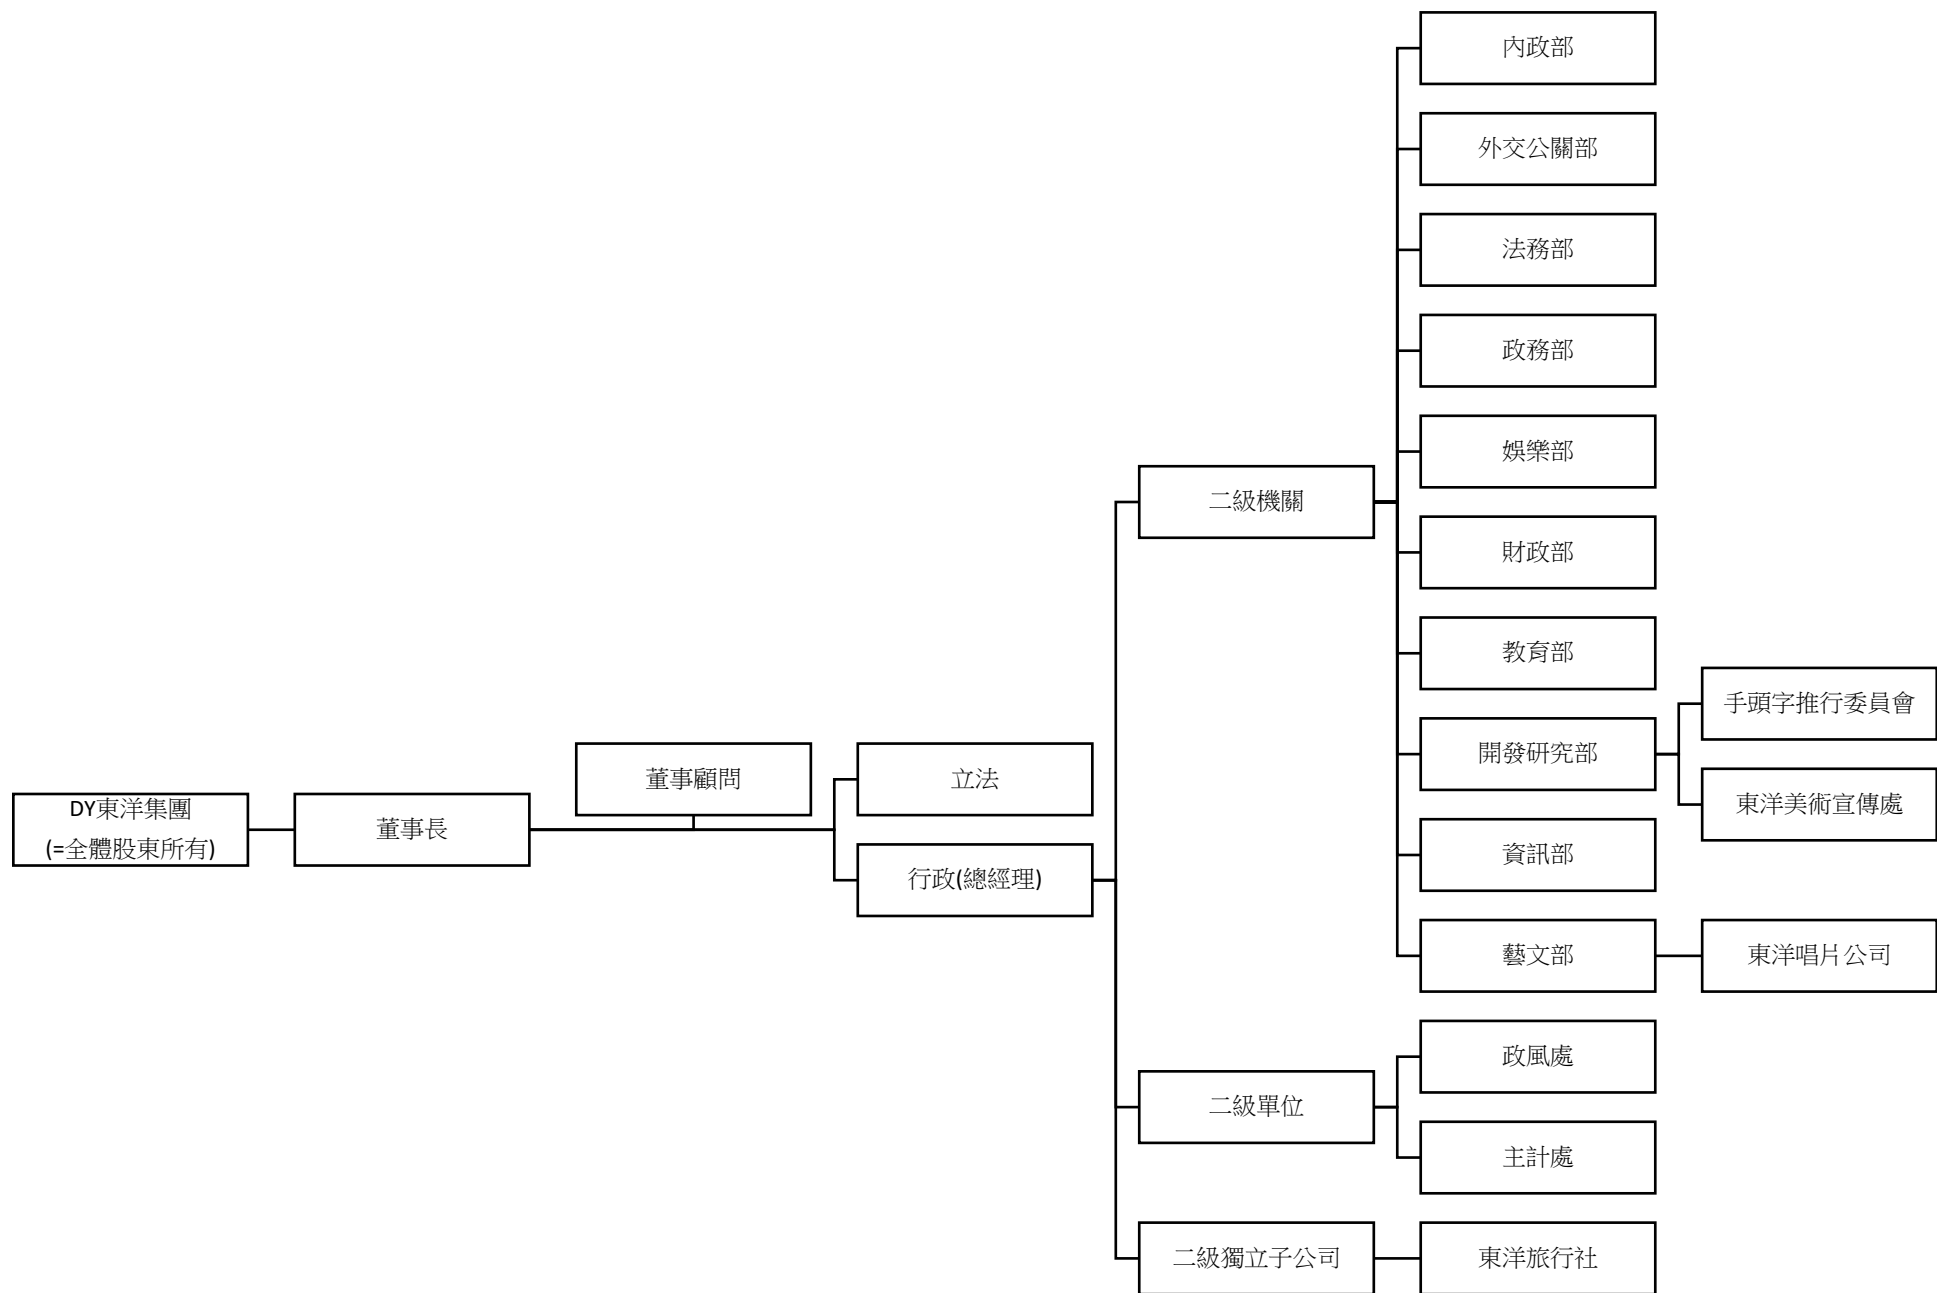 DY東洋集團
(=全體股東所有)
董事長
董事顧問
立法
行政(總經理)
二級機關
內政部
外交公關部
法務部
政務部
娛樂部
財政部
教育部
開發研究部
手頭字推行委員會
東洋美術宣傳處
資訊部
藝文部
東洋唱片公司
二級單位
政風處
主計處
二級獨立子公司
東洋旅行社